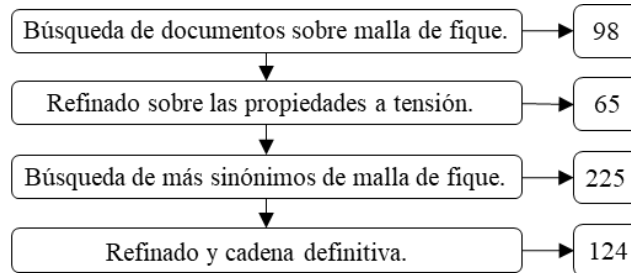 Búsqueda de documentos sobre malla de fique.
98
Refinado sobre las propiedades a tensión.
65
Búsqueda de más sinónimos de malla de fique.
225
Refinado y cadena definitiva.
124